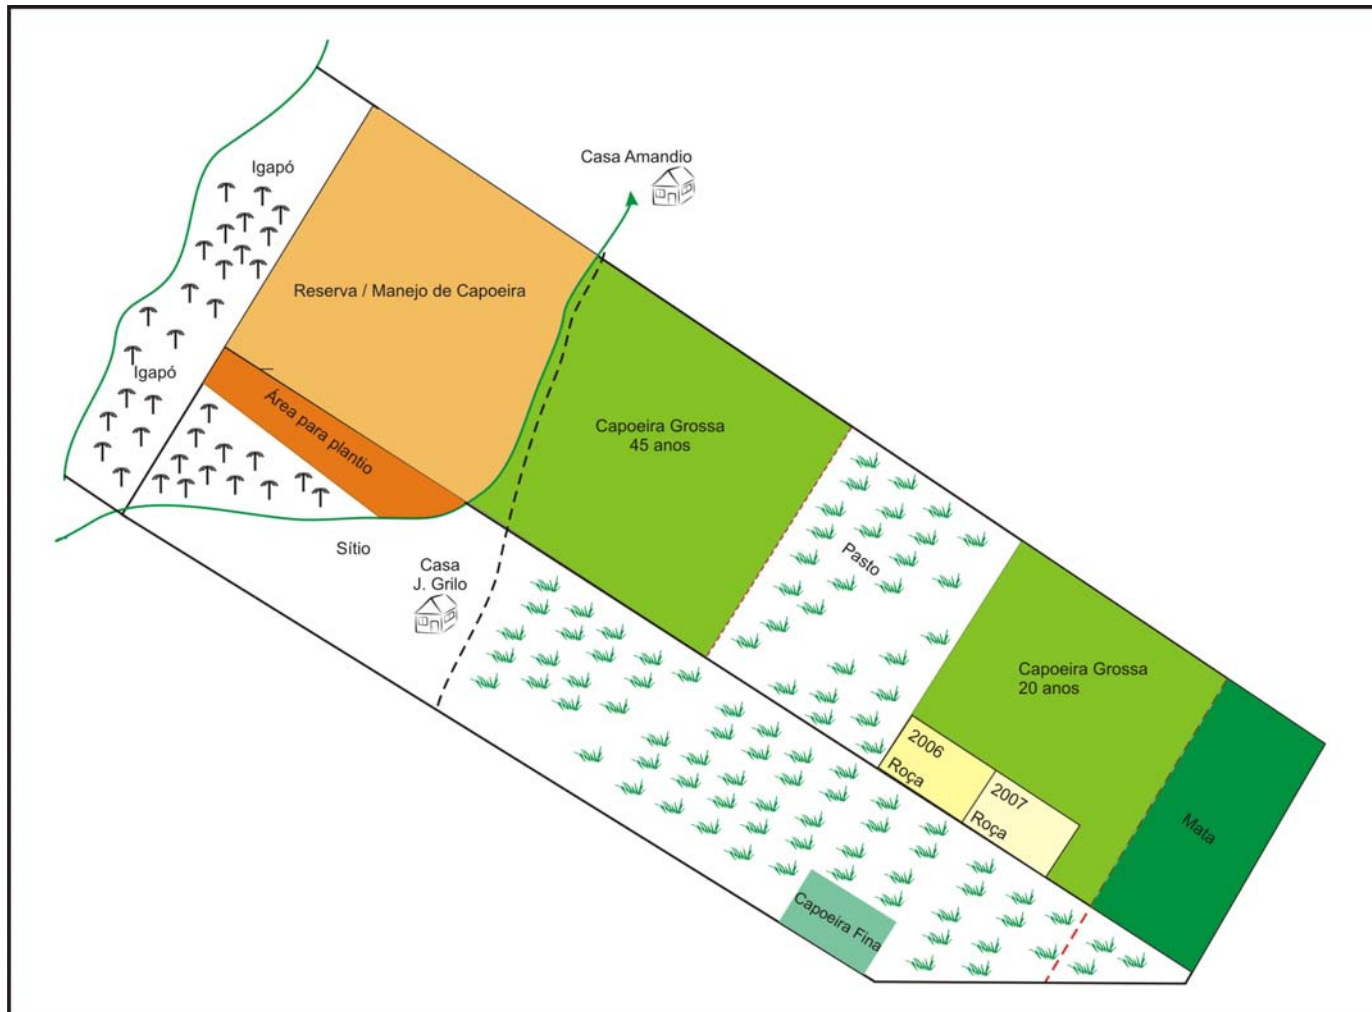 Casa Amandio
Igapó
Reserva / Manejo de Capoeira
Igapó
Área para plantio
Capoeira Grossa
45 anos
Sítio
Casa
J. Grilo
Pasto
Capoeira Grossa
20 anos
2006
Roça
2007
Roça
Mata
Capoeira Fina